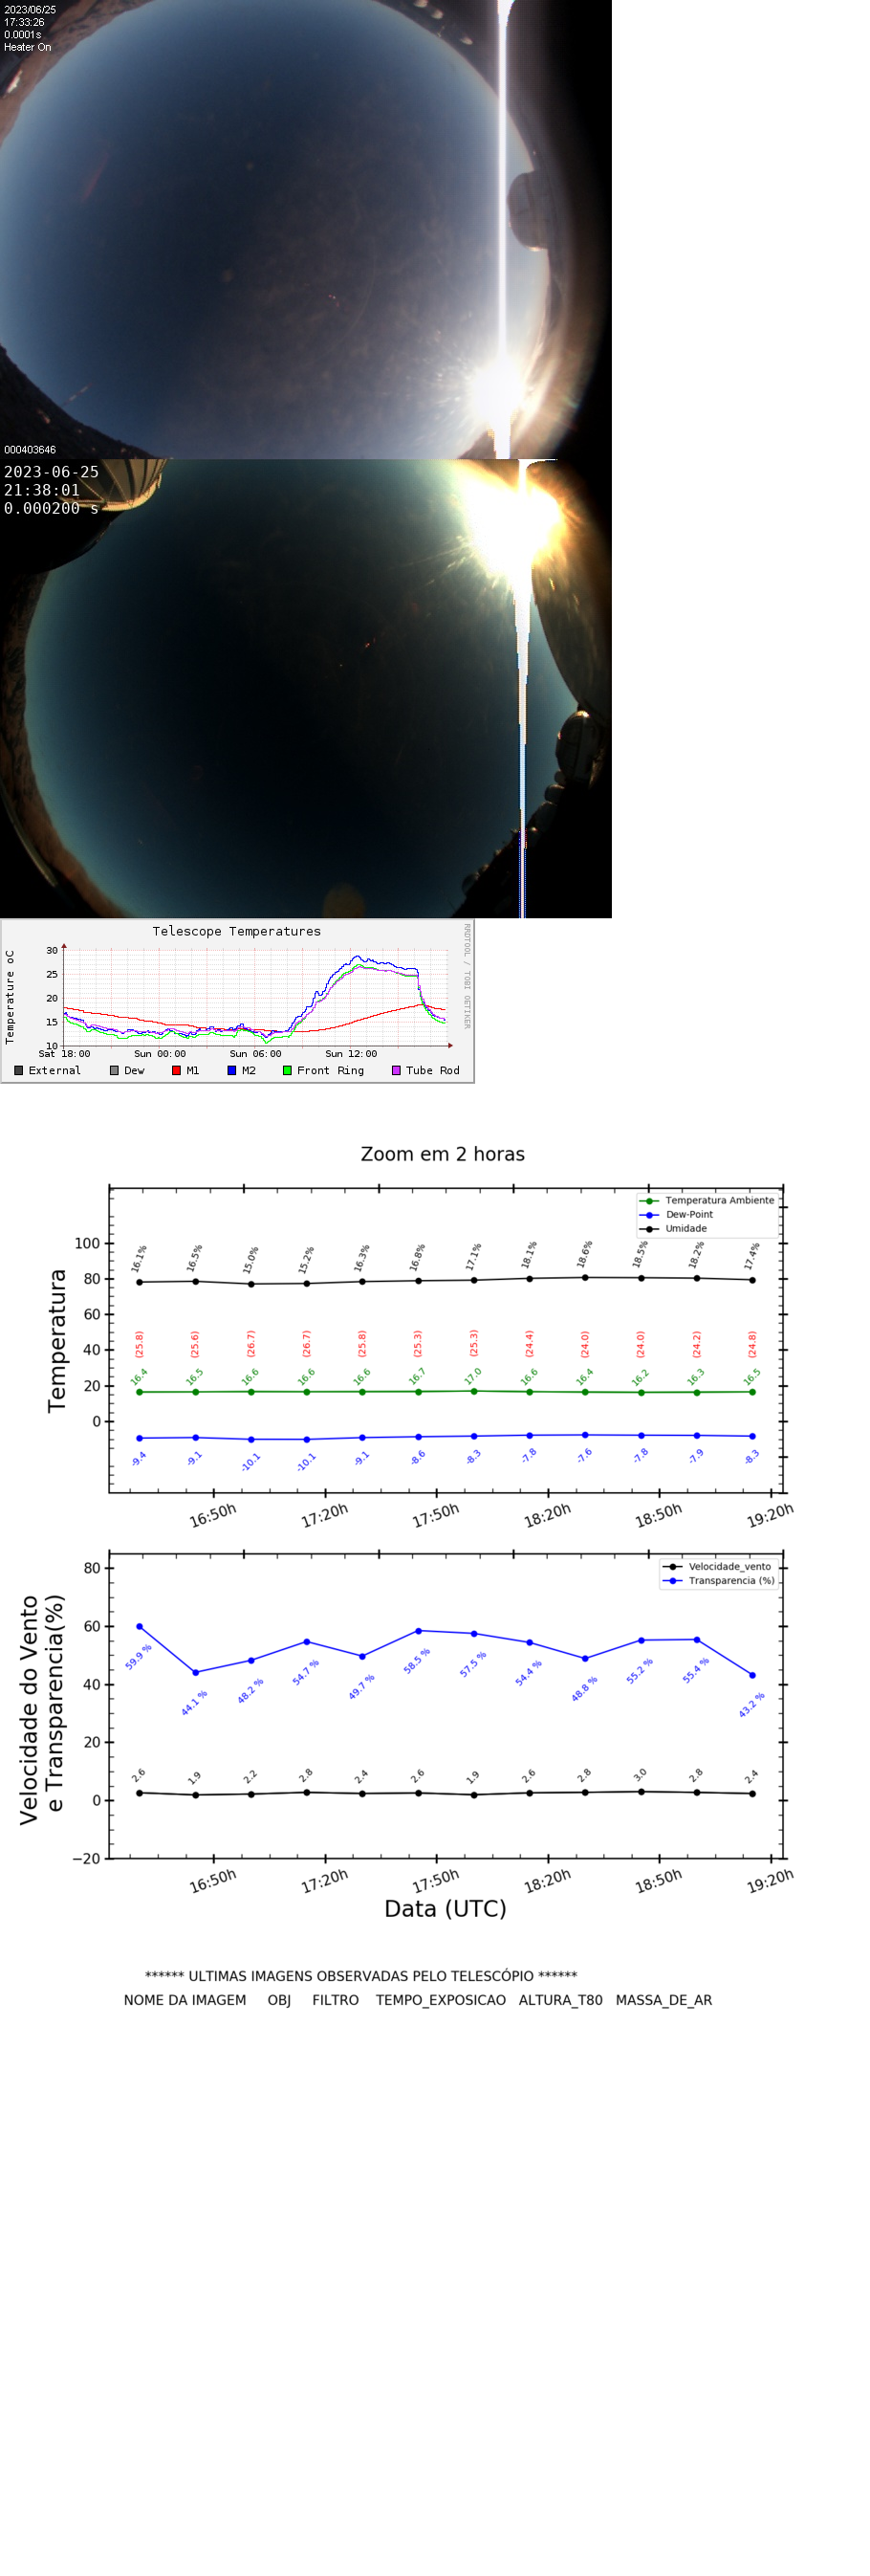 2023/06/25
17:33:26
0.0001s
Heater On
000403646
2023-06-25
21:38:01
0.000200 s
Telescope Temperatures
RRDTOOL / TOBI OETIKER
Temperature oC
30
25
20
15
10
Sat 18:00 Sun 00:00 Sun 06:00 Sun 12:00
External Dew M1 M2 Front Ring Tube Rod
Zoom em 2 horas
Temperatura Ambiente
Dew-Point
Umidade
Temperatura
100
80
60
40
20
0
16.1% 16.5% 15.0% 15.2% 16.3% 16.8% 17.1% 18.1% 18.6% 18.5% 18.2% 17.4%
(25.8) (25.6) (26.7) (26.7) (25.8) (25.3) (25.3) (24.4) (24.0) (24.0) (24.2) (24.8)
16.4 16.5 16.6 16.6 16.6 16.7 17.0 16.6 16.4 16.2 16.3 16.5
-9.4 -9.1 -10.1 -10.1 -9.1 -8.6 -8.3 -7.8 -7.6 -7.8 -7.9 -8.3
16:50h 17:20h 17:50h 18:20h 18:50h 19:20h
Velocidade_vento
Transparencia (%)
Velocidade do Vento
e Transparencia(%)
80
60
40
20
0
−20
59.9 % 44.1 % 48.2 % 54.7 % 49.7 % 58.5 % 57.5 % 54.4 % 48.8 % 55.2 % 55.4 % 43.2 %
2.6 1.9 2.2 2.8 2.4 2.6 1.9 2.6 2.8 3.0 2.8 2.4
16:50h 17:20h 17:50h 18:20h 18:50h 19:20h
Data (UTC)
****** ULTIMAS IMAGENS OBSERVADAS PELO TELESCÓPIO ******
NOME DA IMAGEM OBJ FILTRO TEMPO_EXPOSICAO ALTURA_T80 MASSA_DE_AR